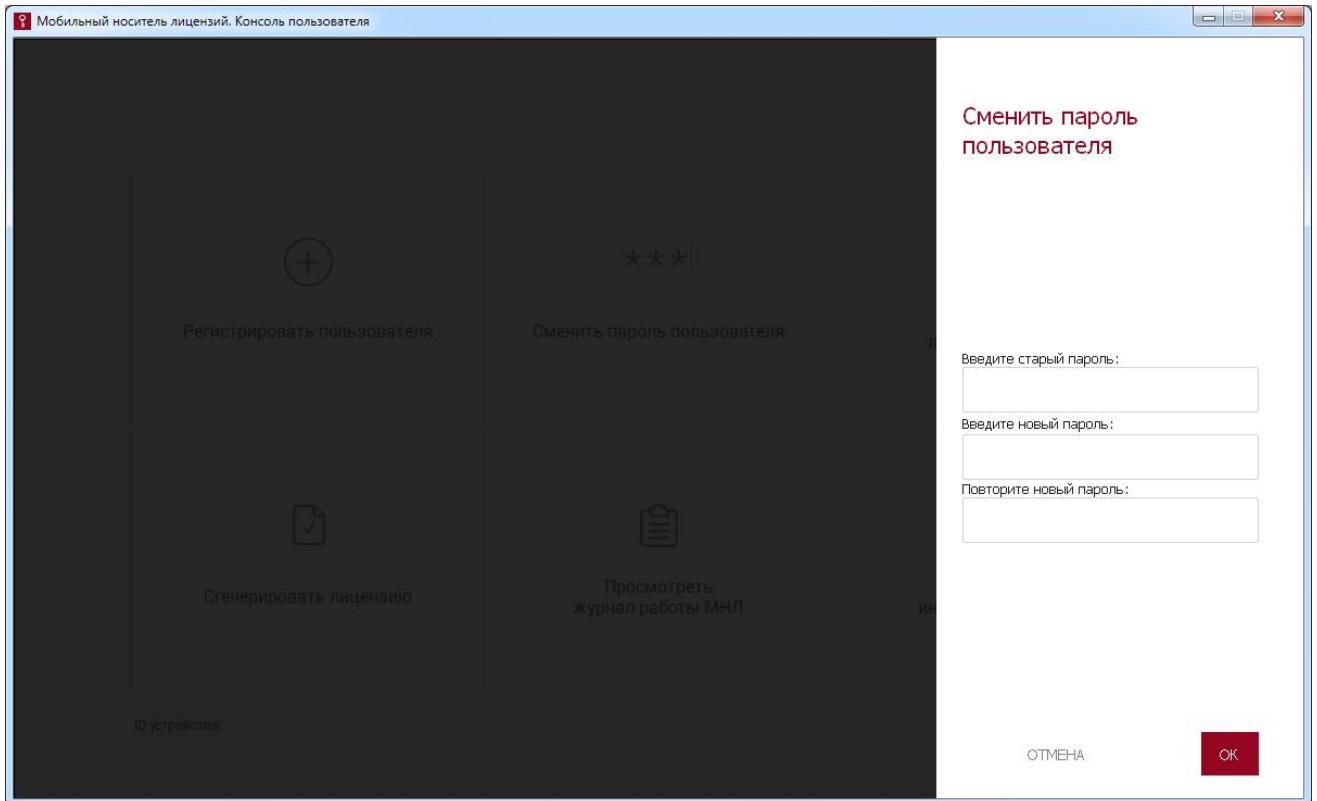 Мобильный носитель лицензий. Консоль пользователя
Сменить пароль
пользователя
***
Регистрировать пользователя
Сменить пароль пользователя
Введите старый пароль:
Введите новый пароль:
Повторите новый пароль:
Сгенерировать лицензию
Просмотреть
журнал работы МНЛ
ID устройства:
ОТМЕНА
ОК